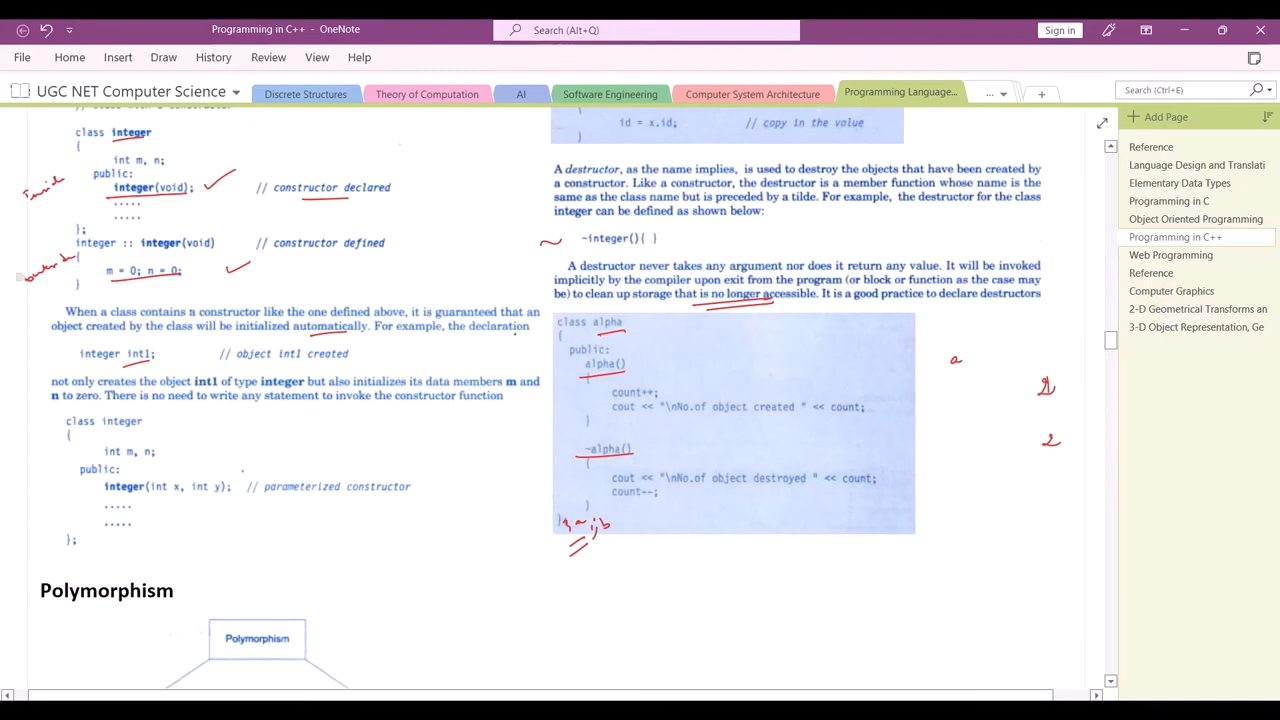 Programming in C++ - OneNote
Search (Alt+Q)
Sign in
File Home Insert Draw History Review View Help
UGC NET Computer Science
Discrete Structures
Theory of Computation
AI
Software Engineering
Computer System Architecture
Programming Language...
...
Search (Ctrl+E)
class integer
{
int m, n;
public:
integer(void); // constructor declared
.....
.....
};
integer :: integer(void) // constructor defined
{
m = 0; n = 0;
}
When a class contains a constructor like the one defined above, it is guaranteed that an
object created by the class will be initialized automatically. For example, the declaration
integer int1; // object int1 created
not only creates the object int1 of type integer but also initializes its data members m and
n to zero. There is no need to write any statement to invoke the constructor function
class integer
{
int m, n;
public:
integer(int x, int y); // parameterized constructor
.....
.....
};
Polymorphism
Polymorphism
{
id = x.id; // copy in the value
}
A destructor, as the name implies, is used to destroy the objects that have been created by
a constructor. Like a constructor, the destructor is a member function whose name is the
same as the class name but is preceded by a tilde. For example, the destructor for the class
integer can be defined as shown below:
~ ~integer(){ }
A destructor never takes any argument nor does it return any value. It will be invoked
implicitly by the compiler upon exit from the program (or block or function as the case may
be) to clean up storage that is no longer accessible. It is a good practice to declare destructors
class alpha
{
public:
alpha()
{
count++;
cout << "\nNo.of object created " << count;
}
~alpha()
{
cout << "\nNo.of object destroyed " << count;
count--;
}
}
a
2
Add Page
Reference
Language Design and Translati
Elementary Data Types
Programming in C
Object Oriented Programming
Programming in C++
Web Programming
Reference
Computer Graphics
2-D Geometrical Transforms an
3-D Object Representation, Ge